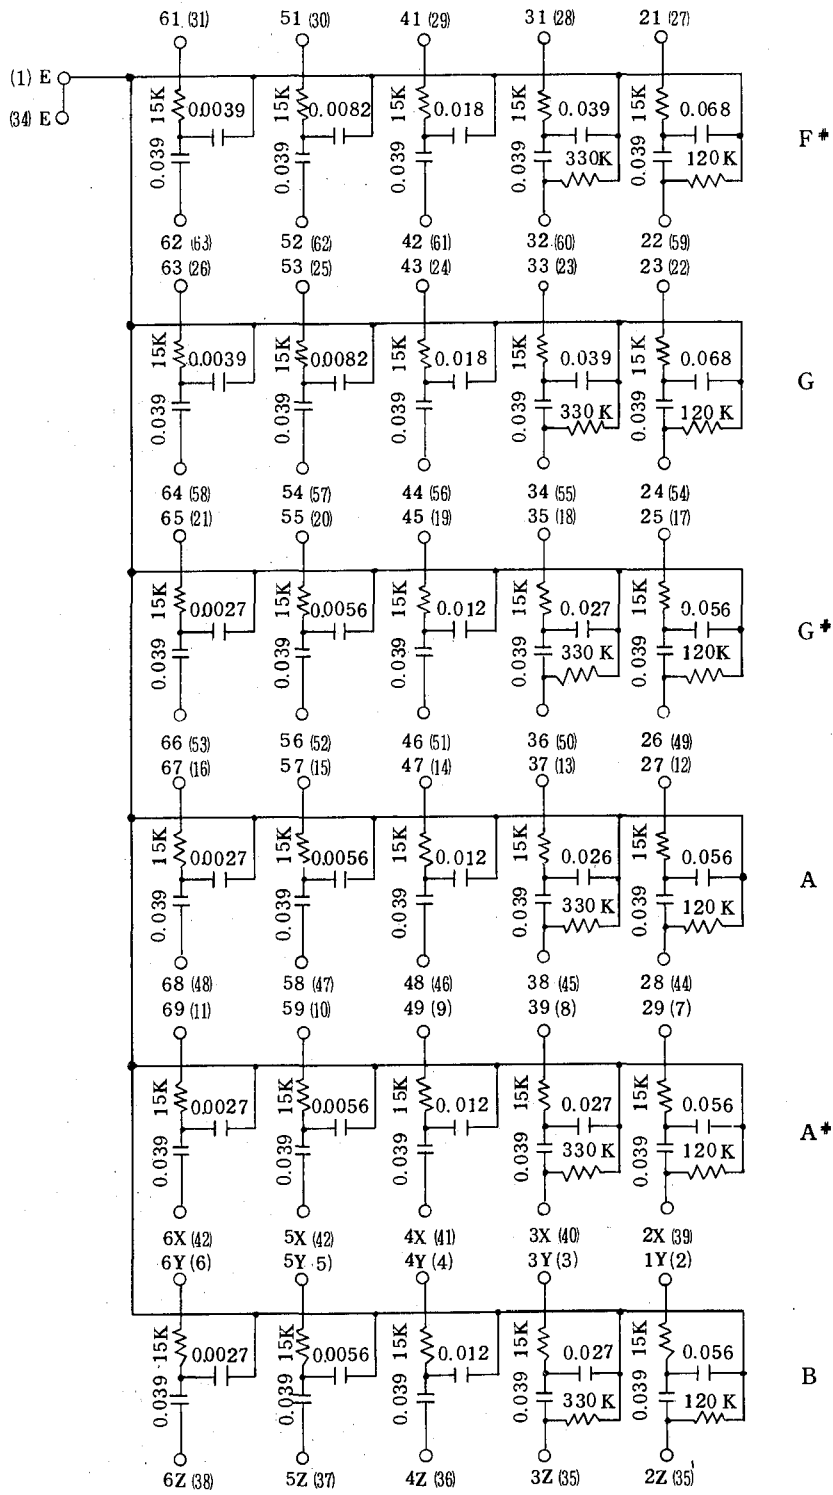 61 (31) 51 (30) 41 (29) 31 (28) 21 (27)
(1) E
(34) E
15K 0.0039 15K 0.0082 15K 0.018 15K 0.039 15K 0.068
F#
0.039 0.039 0.039 0.039 330K 0.039 120K
62 (63) 52 (62) 42 (61) 32 (60) 22 (59)
63 (26) 53 (25) 43 (24) 33 (23) 23 (22)
15K 0.0039 15K 0.0082 15K 0.018 15K 0.039 15K 0.068
G
0.039 0.039 0.039 0.039 330K 0.039 120K
64 (58) 54 (57) 44 (56) 34 (55) 24 (54)
65 (21) 55 (20) 45 (19) 35 (18) 25 (17)
15K 0.0027 15K 0.0056 15K 0.012 15K 0.027 15K 0.056
G#
0.039 0.039 0.039 0.039 330K 0.039 120K
66 (53) 56 (52) 46 (51) 36 (50) 26 (49)
67 (16) 57 (15) 47 (14) 37 (13) 27 (12)
15K 0.0027 15K 0.0056 15K 0.012 15K 0.026 15K 0.056
A
0.039 0.039 0.039 0.039 330K 0.039 120K
68 (48) 58 (47) 48 (46) 38 (45) 28 (44)
69 (11) 59 (10) 49 (9) 39 (8) 29 (7)
15K 0.0027 15K 0.0056 15K 0.012 15K 0.027 15K 0.056
A#
0.039 0.039 0.039 0.039 330K 0.039 120K
6X (42) 5X (42) 4X (41) 3X (40) 2X (39)
6Y (6) 5Y 5) 4Y (4) 3Y (3) 1Y (2)
15K 0.0027 15K 0.0056 15K 0.012 15K 0.027 15K 0.056
B
0.039 0.039 0.039 0.039 330K 0.039 120K
6Z (38) 5Z (37) 4Z (36) 3Z (35) 2Z (35)